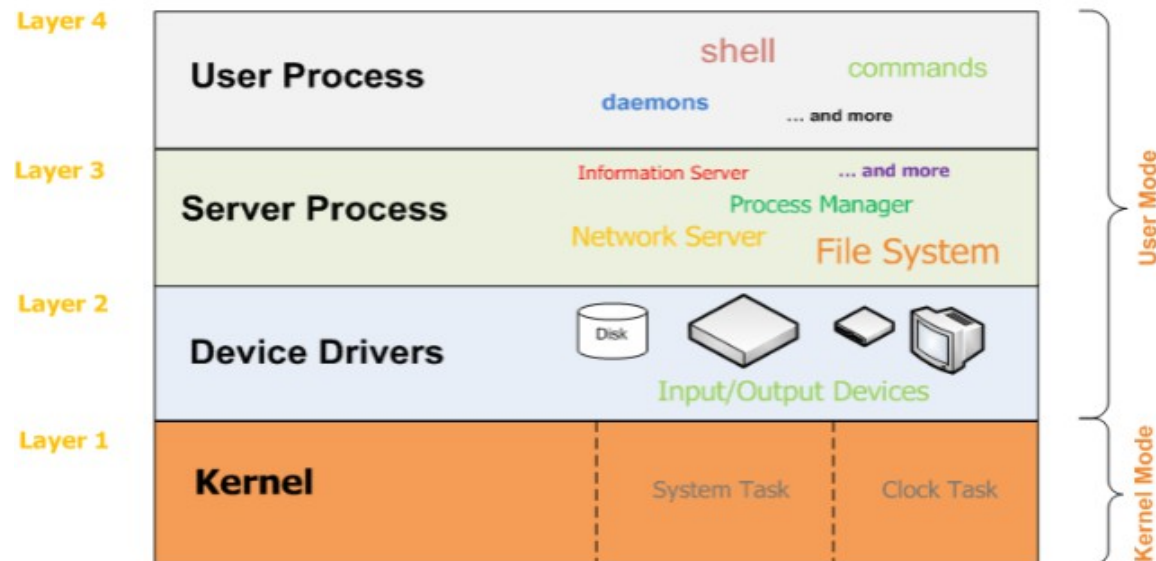 Layer 4
User Process
shell
commands
daemons
... and more
Layer 3
Server Process
Information Server
... and more
Process Manager
Network Server
File System
Layer 2
Device Drivers
Disk
Input/Output Devices
Layer 1
Kernel
System Task
Clock Task
User Mode
Kernel Mode